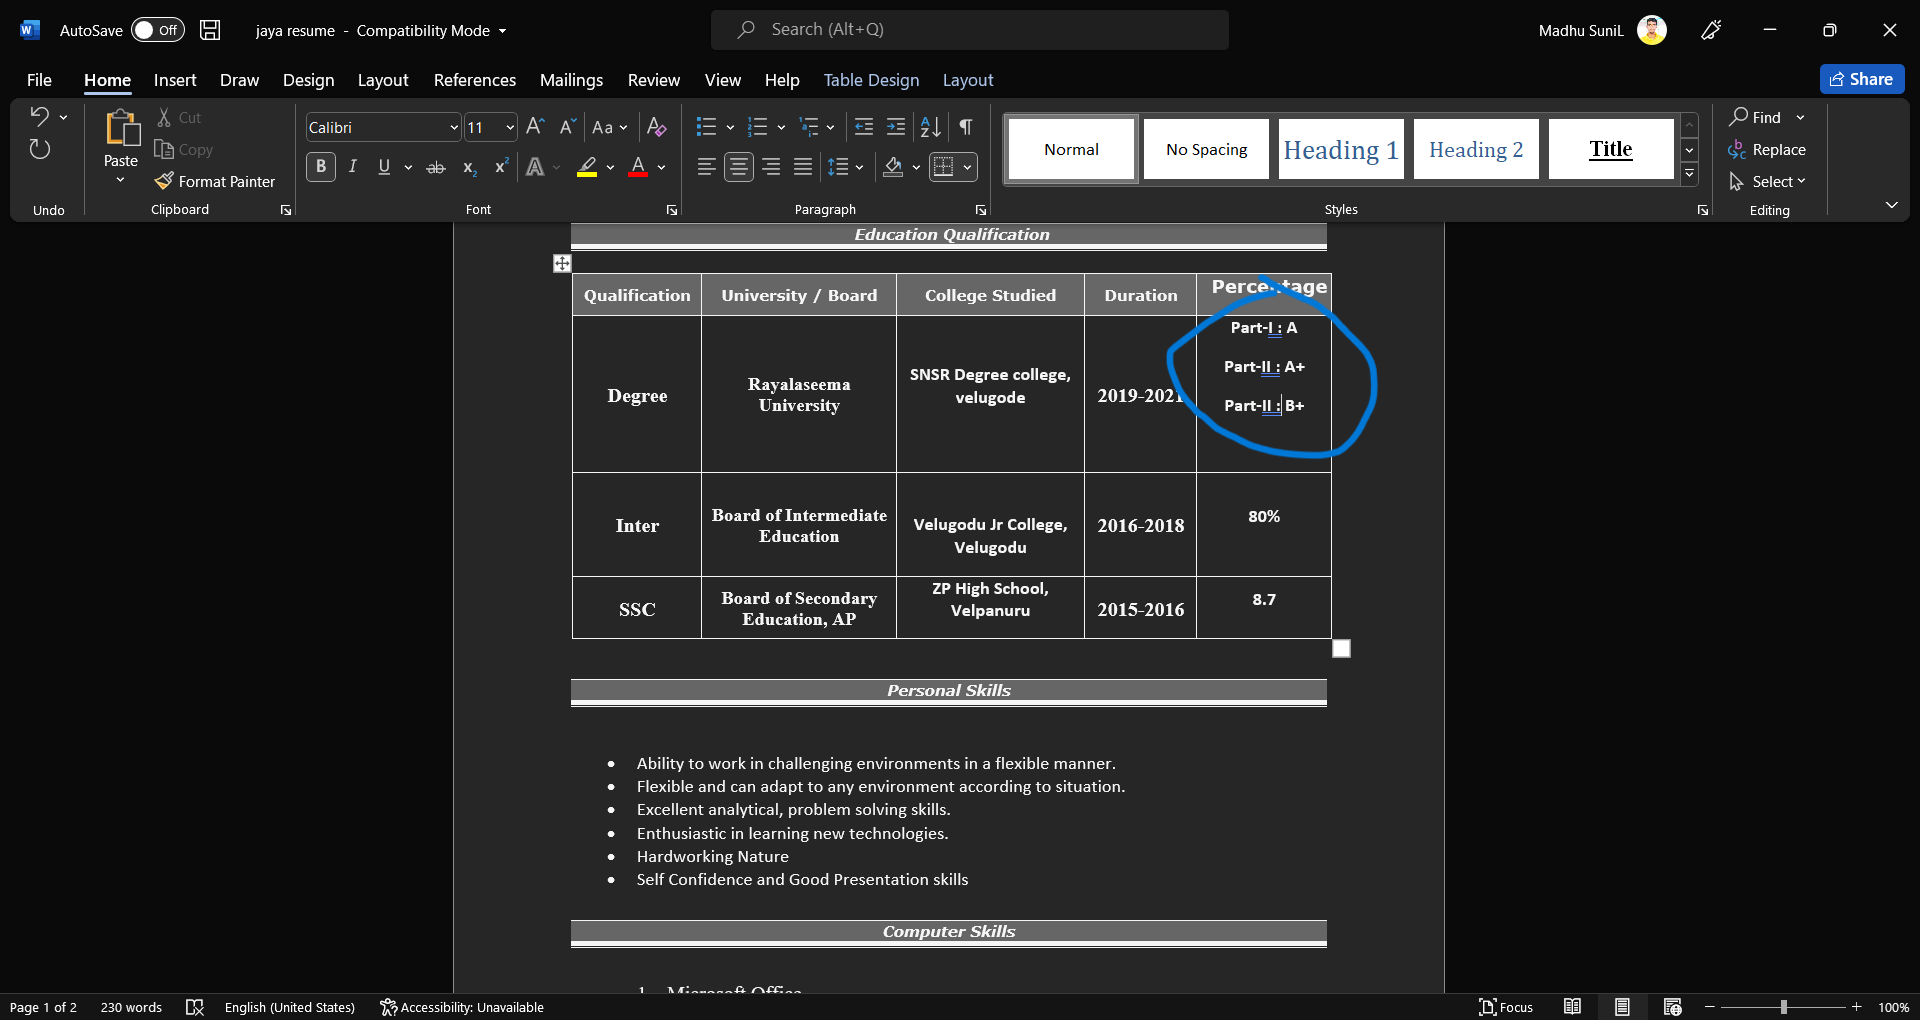 AutoSave Off jaya resume - Compatibility Mode Search (Alt+Q) Madhu SuniL
File Home Insert Draw Design Layout References Mailings Review View Help Table Design Layout Share
Paste Cut Copy Format Painter
Calibri 11 Aa
B I U ab x2 x2 A A
Normal No Spacing Heading 1 Heading 2 Title
Find Replace Select
Undo Clipboard Font Paragraph Styles Editing
Education Qualification
Qualification University / Board College Studied Duration Percentage
Degree
Rayalaseema
University
SNSR Degree college,
velugode
2019-2021
Part-I : A
Part-II : A+
Part-II : B+
Inter
Board of Intermediate
Education
Velugodu Jr College,
Velugodu
2016-2018
80%
SSC
Board of Secondary
Education, AP
ZP High School,
Velpanuru
2015-2016
8.7
Personal Skills
• Ability to work in challenging environments in a flexible manner.
• Flexible and can adapt to any environment according to situation.
• Excellent analytical, problem solving skills.
• Enthusiastic in learning new technologies.
• Hardworking Nature
• Self Confidence and Good Presentation skills
Computer Skills
1. Microsoft Office
Page 1 of 2 230 words English (United States) Accessibility: Unavailable Focus 100%